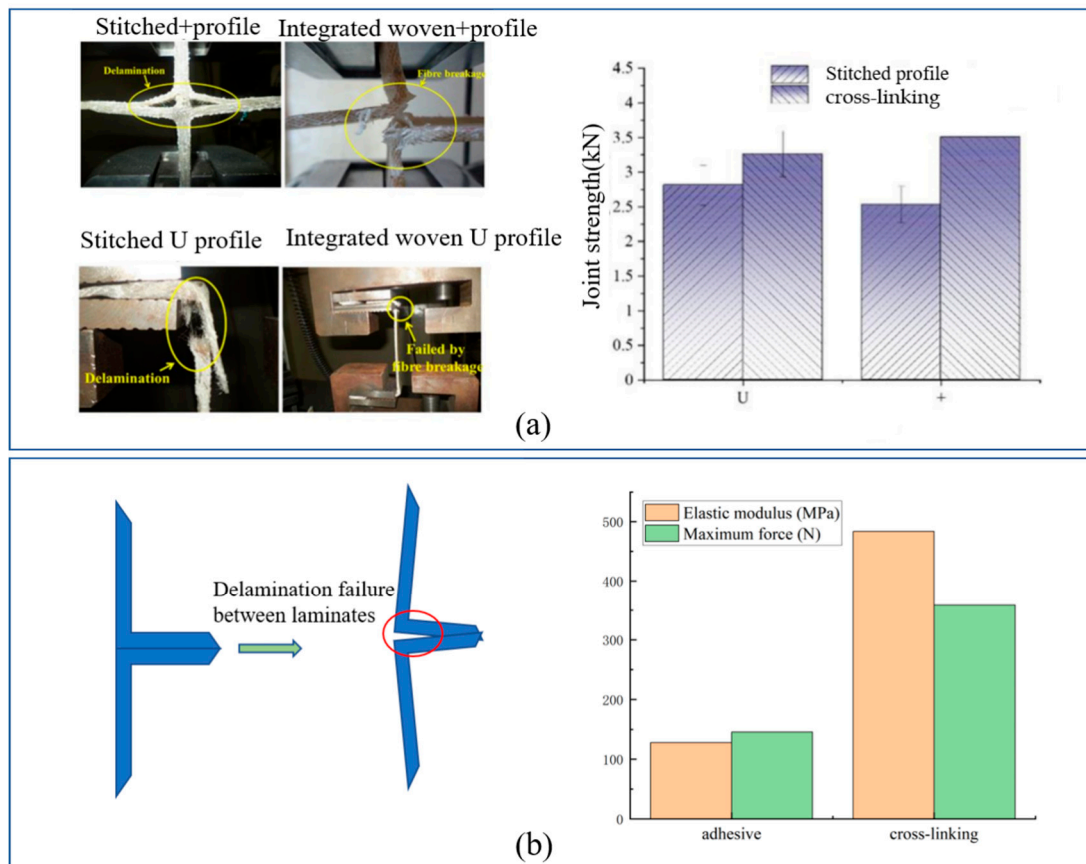 Stitched+profile
Integrated woven+profile
Delamination
Fibre breakage
Stitched U profile
Integrated woven U profile
Delamination
Failed by
fibre breakage
Joint strength(kN)
4.5
4
3.5
3
2.5
2
1.5
1
0.5
0
Stitched profile
cross-linking
U
+
(a)
Delamination failure
between laminates
500
400
300
200
100
0
Elastic modulus (MPa)
Maximum force (N)
adhesive
cross-linking
(b)